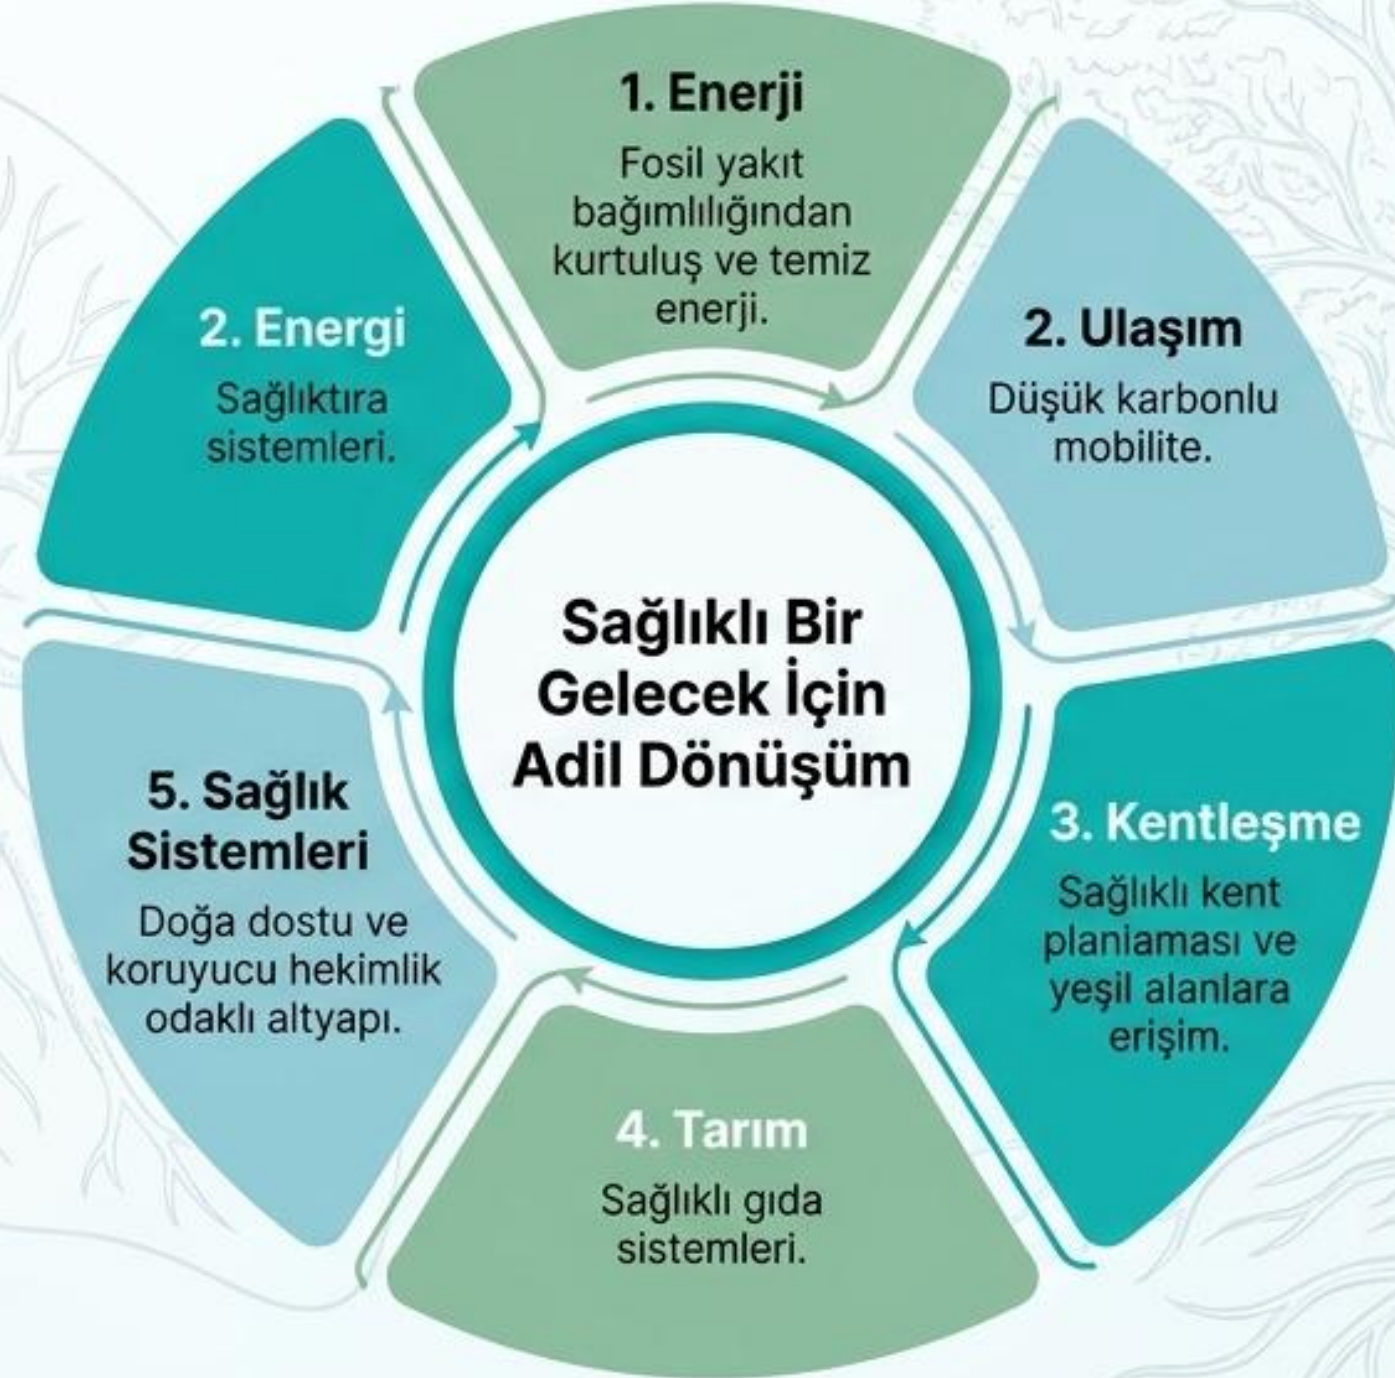 1. Enerji
Fosil yakıt
bağımlılığından
kurtuluş ve temiz
enerji.
2. Ulaşım
Düşük karbonlu
mobilite.
3. Kentleşme
Sağlıklı kent
planlaması ve
yeşil alanlara
erişim.
4. Tarım
Sağlıklı gıda
sistemleri.
5. Sağlık
Sistemleri
Doğa dostu ve
koruyucu hekimlik
odaklı altyapı.
2. Energi
Sağlıktıra
sistemleri.
Sağlıklı Bir
Gelecek İçin
Adil Dönüşüm